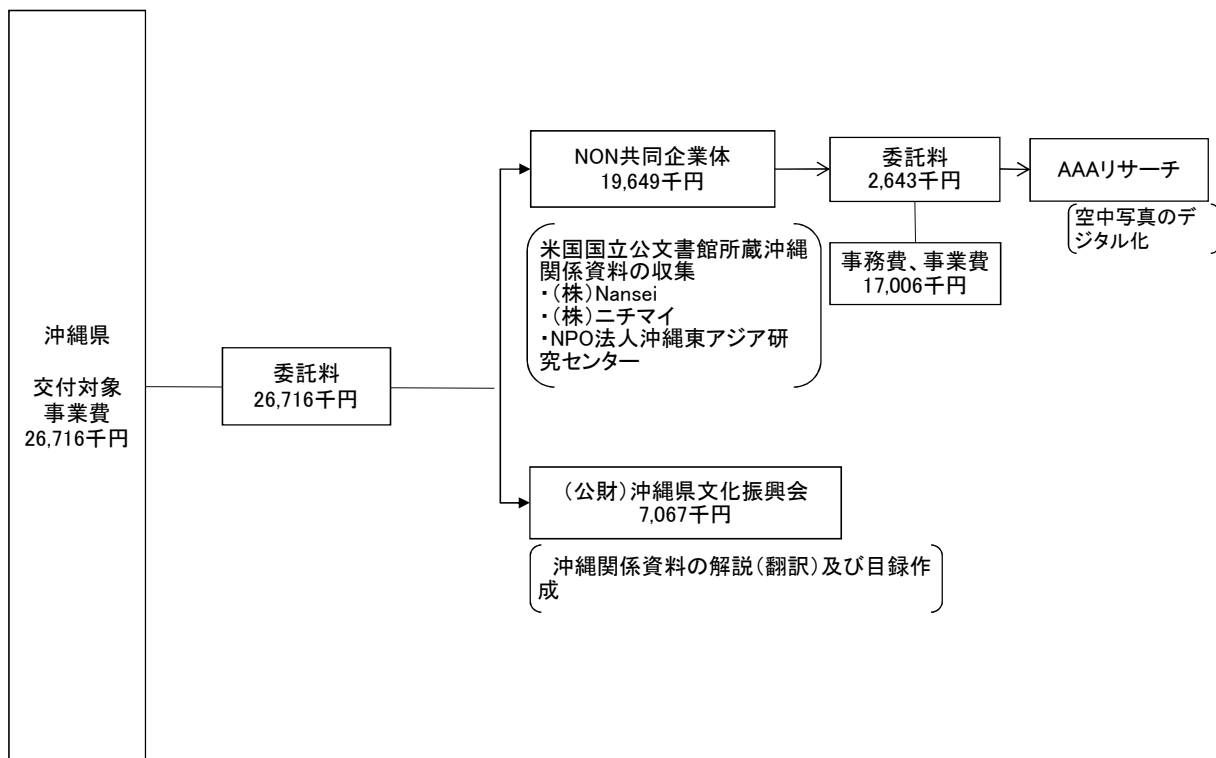 沖縄県
交付対象
事業費
26,716千円
委託料
26,716千円
NON共同企業体
19,649千円
米国国立公文書館所蔵沖縄
関係資料の収集
・(株)Nansei
・(株)ニチマイ
・NPO法人沖縄東アジア研
究センター
委託料
2,643千円
事務費、事業費
17,006千円
AAAリサーチ
空中写真のデ
ジタル化
(公財)沖縄県文化振興会
7,067千円
沖縄関係資料の解説(翻訳)及び目録作
成